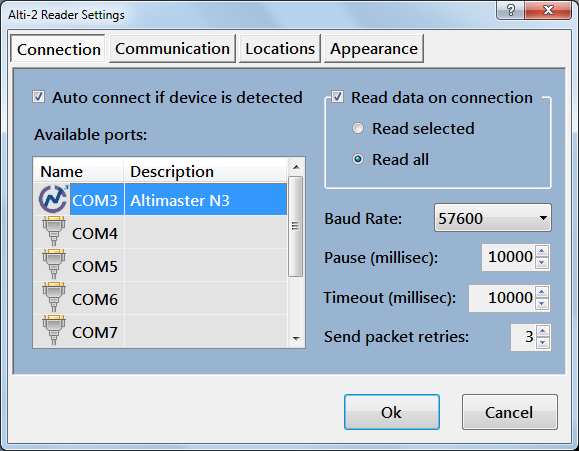 Alti-2 Reader Settings
Connection Communication Locations Appearance
Auto connect if device is detected
Available ports:
Name Description
COM3 Altimaster N3
COM4
COM5
COM6
COM7
Read data on connection
Read selected
Read all
Baud Rate: 57600
Pause (millisec): 10000
Timeout (millisec): 10000
Send packet retries: 3
Ok Cancel